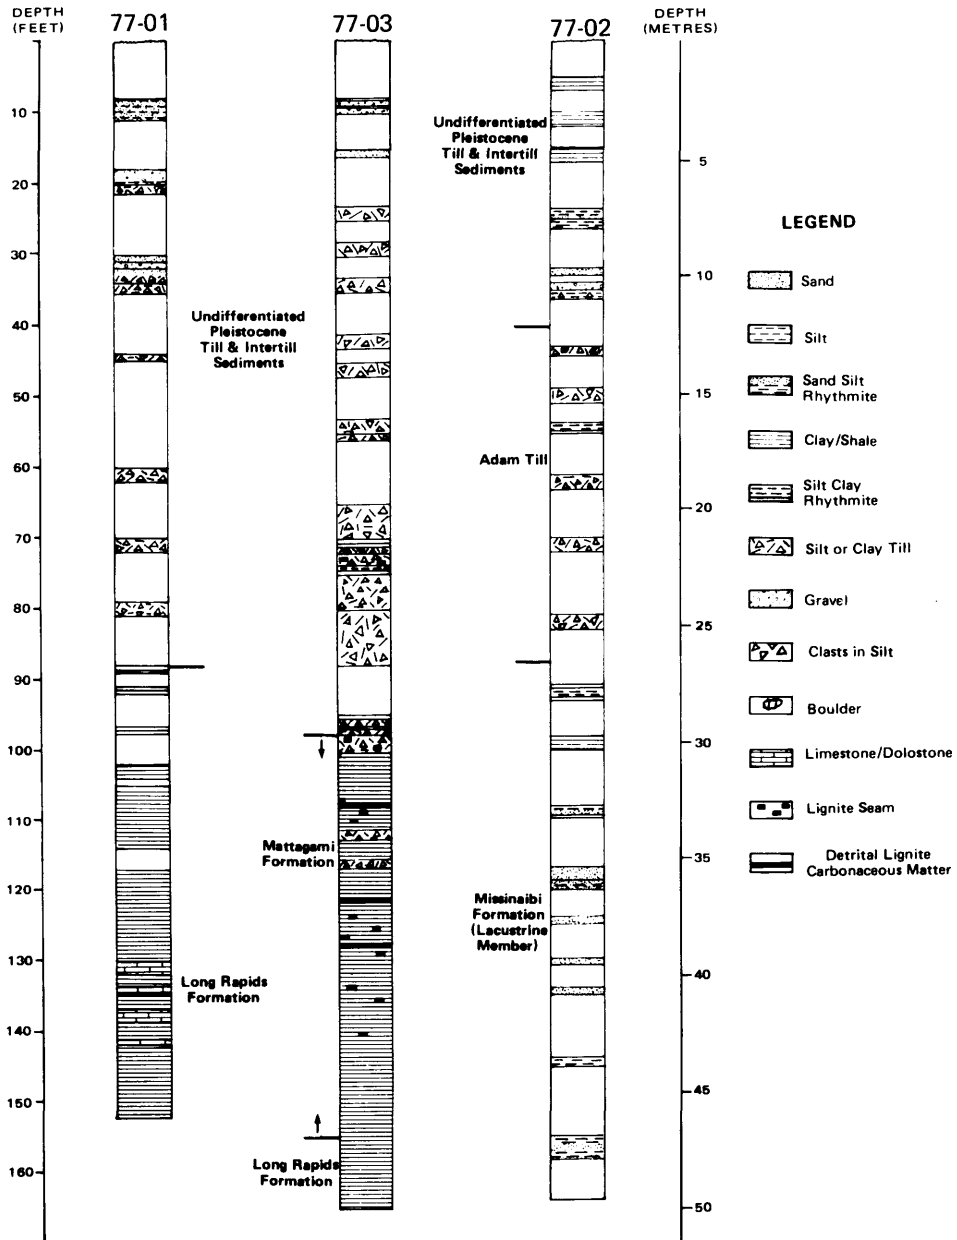 DEPTH
(FEET)
77-01
77-03
77-02
DEPTH
(METRES)
10
20
30
40
50
60
70
80
90
100
110
120
130
140
150
160
Undifferentiated
Pleistocene
Till & Intertill
Sediments
Long Rapids
Formation
Mattagami
Formation
Long Rapids
Formation
Undifferentiated
Pleistocene
Till & Intertill
Sediments
Adam Till
Missinaibi
Formation
(Lacustrine
Member)
5
10
15
20
25
30
35
40
45
50
LEGEND
Sand
Silt
Sand Silt
Rhythmite
Clay/Shale
Silt Clay
Rhythmite
Silt or Clay Till
Gravel
Clasts in Silt
Boulder
Limestone/Dolostone
Lignite Seam
Detrital Lignite
Carbonaceous Matter